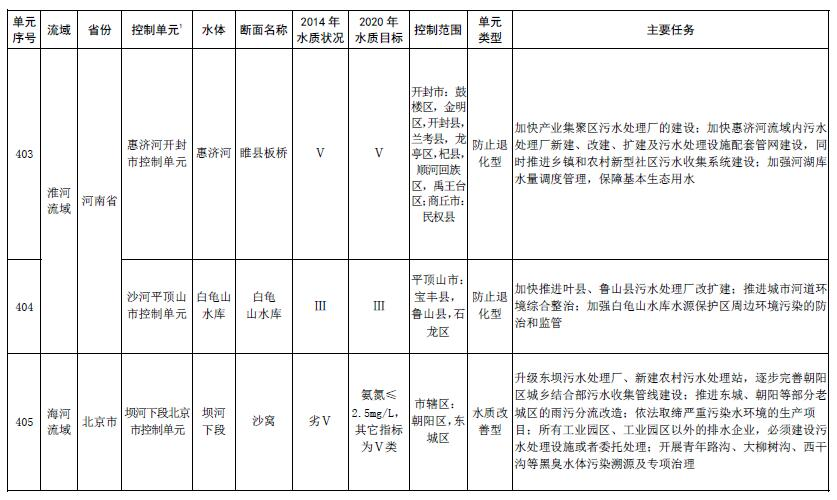 单元序号 流域 省份 控制单元¹ 水体 断面名称 2014年水质状况 2020年水质目标 控制范围 单元类型 主要任务
403
淮河流域
河南省
惠济河开封市控制单元
惠济河
睢县板桥
Ⅴ
Ⅴ
开封市：鼓
楼区，金明
区，开封县，
兰考县，龙
亭区，杞县，
顺河回族
区，禹王台
区；商丘市：
民权县
防止退
化型
加快产业集聚区污水处理厂的建设；加快惠济河流域内污水
处理厂新建、改建、扩建及污水处理设施配套管网建设，同
时推进乡镇和农村新型社区污水收集系统建设；加强河湖库
水量调度管理，保障基本生态用水
404
沙河平顶山
市控制单元
白龟山
水库
白龟
山水库
Ⅲ
Ⅲ
平顶山市：
宝丰县，
鲁山县，石
龙区
防止退
化型
加快推进叶县、鲁山县污水处理厂改扩建；推进城市河道环
境综合整治；加强白龟山水库水源保护区周边环境污染的防
治和监管
405
海河
流域
北京市
坝河下段北京
市控制单元
坝河
下段
沙窝
劣Ⅴ
氨氮≤
2.5mg/L，
其它指标
为Ⅴ类
市辖区：
朝阳区，东
城区
水质改
善型
升级东坝污水处理厂、新建农村污水处理站，逐步完善朝阳
区城乡结合部污水收集管线建设；推进东城、朝阳等部分老
城区的雨污分流改造；依法取缔严重污染水环境的生产项
目；所有工业园区、工业园区以外的排水企业，必须建设污
水处理设施或者委托处理；开展青年路沟、大柳树沟、西干
沟等黑臭水体污染溯源及专项治理